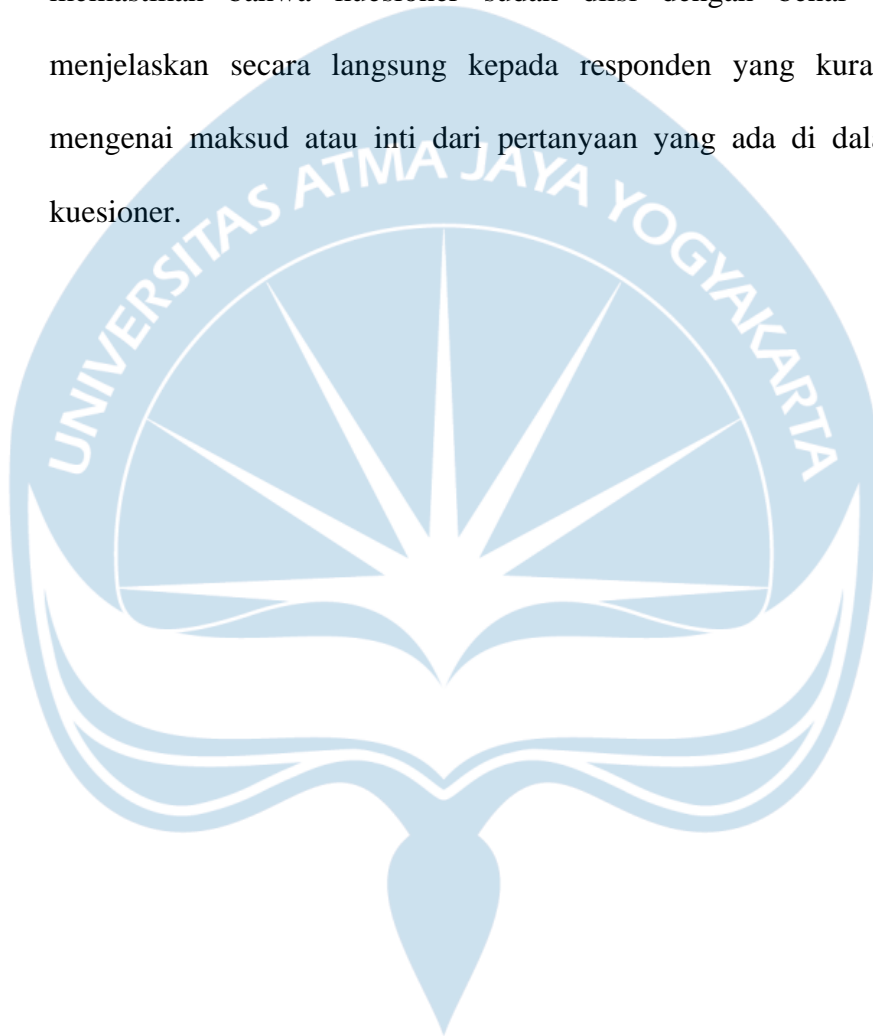 menjelaskan secara langsung kepada responden yang kura
mengenai maksud atau inti dari pertanyaan yang ada di dala
kuesioner.
UNIVERSITAS ATMA JAYA YOGYAKARTA